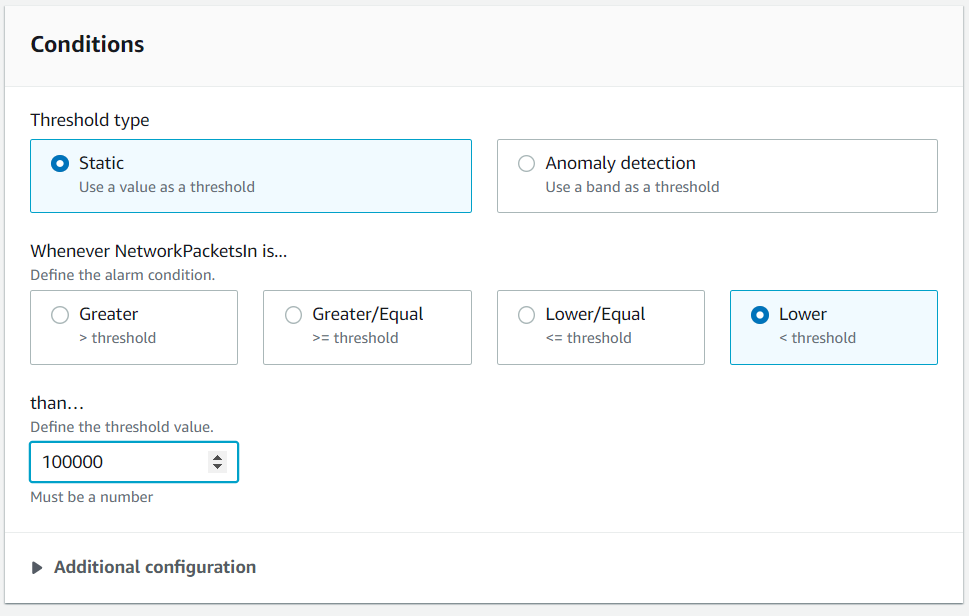 Conditions
Threshold type
Static
Use a value as a threshold
Anomaly detection
Use a band as a threshold
Whenever NetworkPacketsIn is...
Define the alarm condition.
Greater
> threshold
Greater/Equal
>= threshold
Lower/Equal
<= threshold
Lower
< threshold
than…
Define the threshold value.
100000
Must be a number
Additional configuration